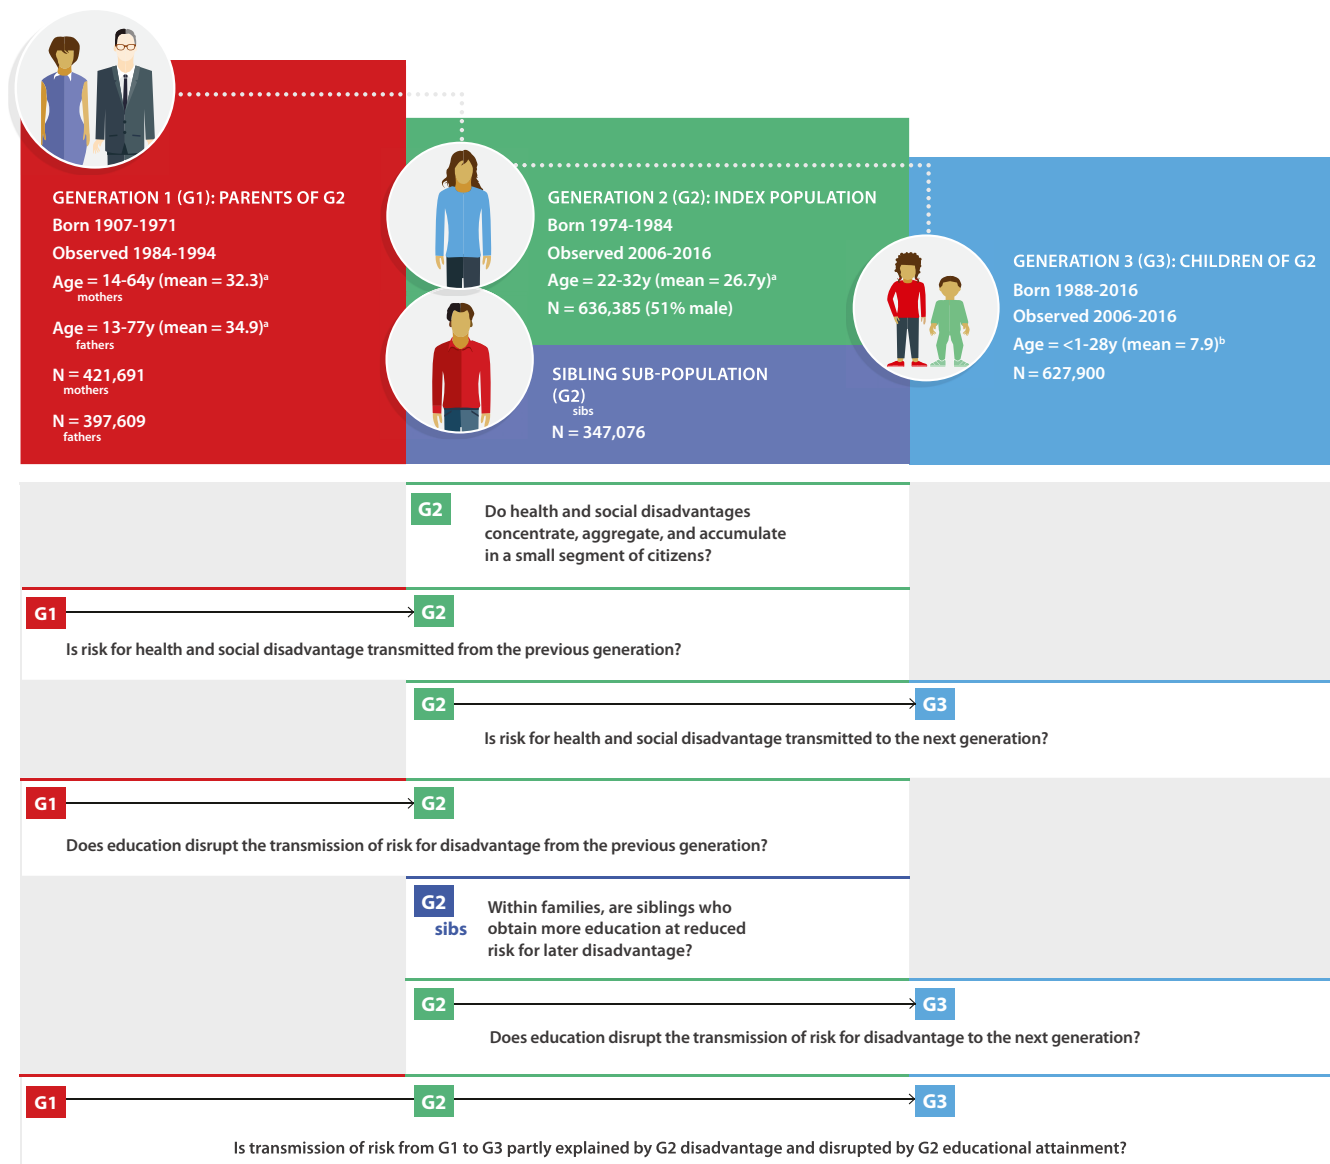 GENERATION 1 (G1): PARENTS OF G2
Born 1907-1971
Observed 1984-1994
Age = 14-64y (mean = 32.3)a
mothers
Age = 13-77y (mean = 34.9)a
fathers
N = 421,691
mothers
N = 397,609
fathers
GENERATION 2 (G2): INDEX POPULATION
Born 1974-1984
Observed 2006-2016
Age = 22-32y (mean = 26.7y)a
N = 636,385 (51% male)
SIBLING SUB-POPULATION
(G2)
sibs
N = 347,076
GENERATION 3 (G3): CHILDREN OF G2
Born 1988-2016
Observed 2006-2016
Age = <1-28y (mean = 7.9)b
N = 627,900
G2
Do health and social disadvantages
concentrate, aggregate, and accumulate
in a small segment of citizens?
G1 G2
Is risk for health and social disadvantage transmitted from the previous generation?
G2 G3
Is risk for health and social disadvantage transmitted to the next generation?
G1 G2
Does education disrupt the transmission of risk for disadvantage from the previous generation?
G2
sibs
Within families, are siblings who
obtain more education at reduced
risk for later disadvantage?
G2 G3
Does education disrupt the transmission of risk for disadvantage to the next generation?
G1 G2 G3
Is transmission of risk from G1 to G3 partly explained by G2 disadvantage and disrupted by G2 educational attainment?